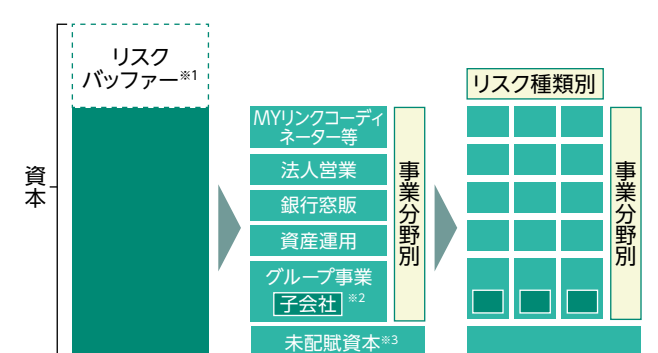 リスク
バッファー※1
資本
MYリンクコーディ
ネーター等
法人営業
銀行窓販
資産運用
グループ事業
子会社 ※2
未配賦資本※3
事業分野別
リスク種類別
事業分野別